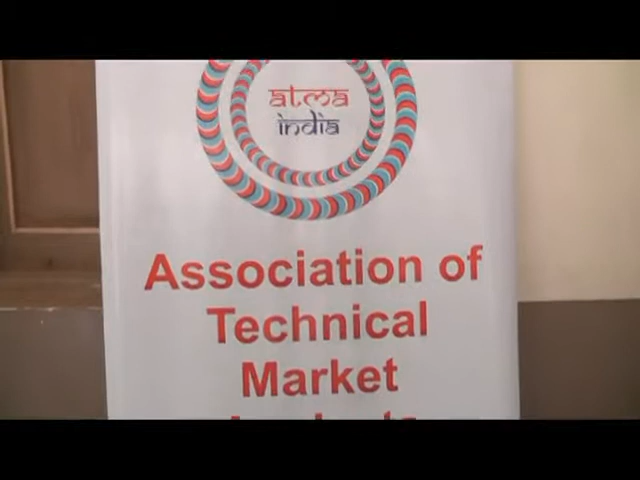 atma
india
Association of
Technical
Market